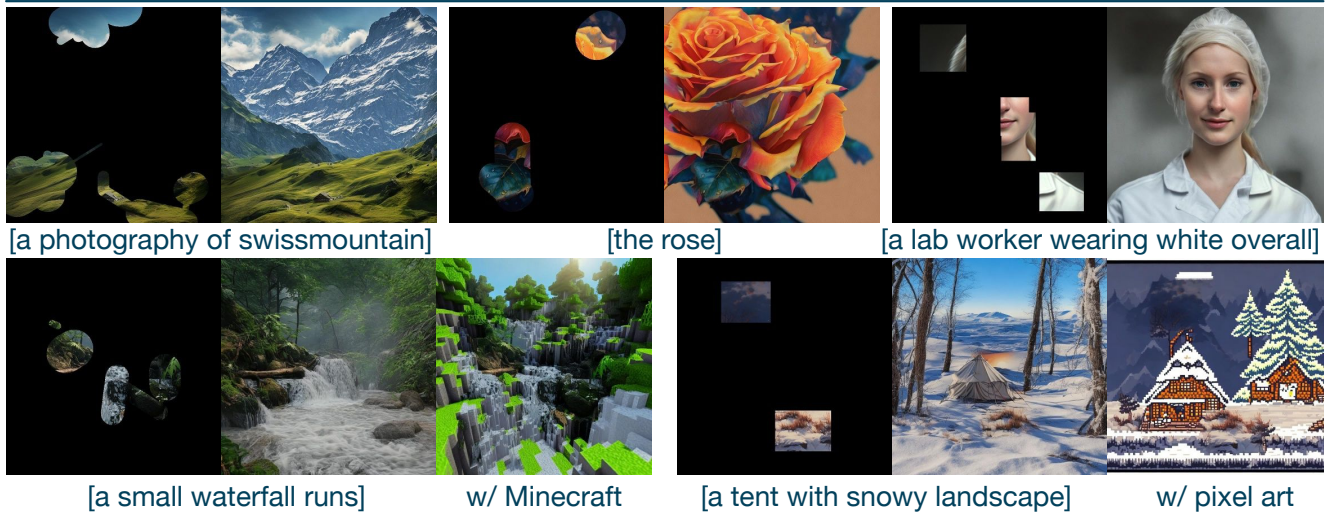 [a photography of swissmountain]
[the rose]
[a lab worker wearing white overall]
[a small waterfall runs]
w/ Minecraft
[a tent with snowy landscape]
w/ pixel art